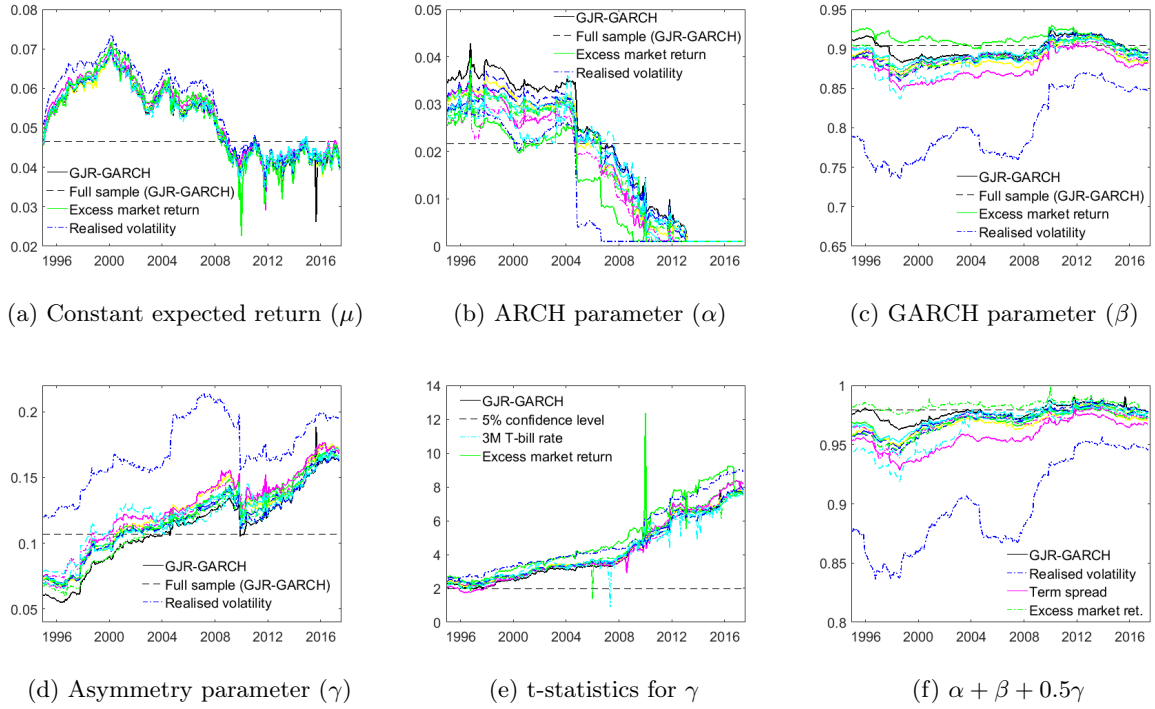 0.08
0.07
0.06
0.05
0.04
0.03
0.02
1996 2000 2004 2008 2012 2016
GJR-GARCH
Full sample (GJR-GARCH)
Excess market return
Realised volatility
(a) Constant expected return (μ)
0.05
0.04
0.03
0.02
0.01
0
1996 2000 2004 2008 2012 2016
GJR-GARCH
Full sample (GJR-GARCH)
Excess market return
Realised volatility
(b) ARCH parameter (α)
0.95
0.9
0.85
0.8
0.75
0.7
0.65
1996 2000 2004 2008 2012 2016
GJR-GARCH
Full sample (GJR-GARCH)
Excess market return
Realised volatility
(c) GARCH parameter (β)
0.2
0.15
0.1
0.05
1996 2000 2004 2008 2012 2016
GJR-GARCH
Full sample (GJR-GARCH)
Realised volatility
(d) Asymmetry parameter (γ)
14
12
10
8
6
4
2
0
1996 2000 2004 2008 2012 2016
GJR-GARCH
5% confidence level
3M T-bill rate
Excess market return
(e) t-statistics for γ
1
0.95
0.9
0.85
0.8
1996 2000 2004 2008 2012 2016
GJR-GARCH
Realised volatility
Term spread
Excess market ret.
(f) α + β + 0.5γ